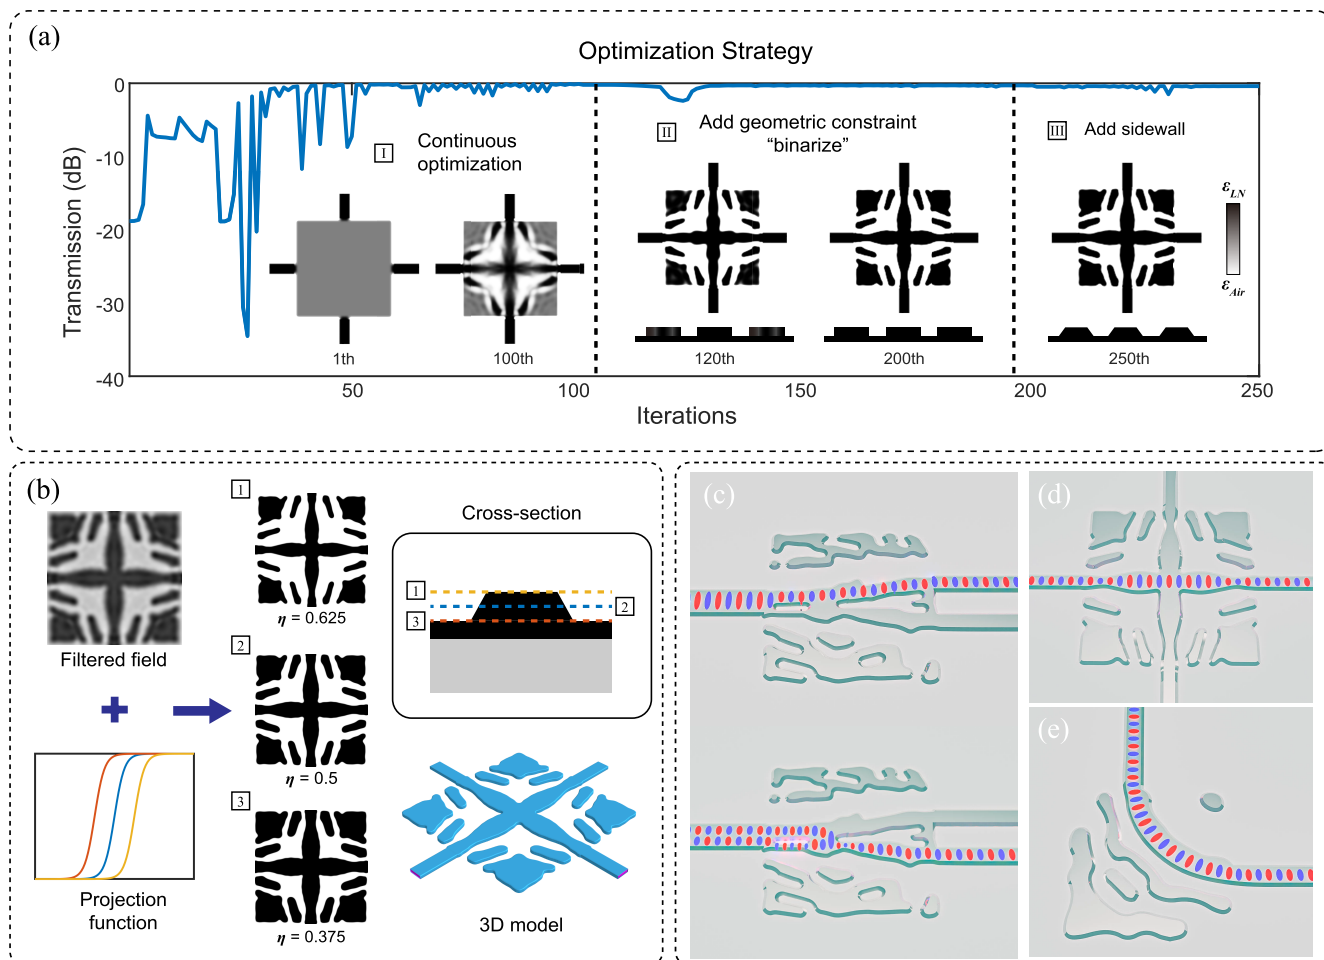 (a)
Optimization Strategy
Transmission (dB)
0
-10
-20
-30
-40
I
Continuous
optimization
II
Add geometric constraint
“binarize”
III
Add sidewall
ε_LN
ε_Air
1th
100th
120th
200th
250th
50
100
150
200
250
Iterations
(b)
Filtered field
Projection
function
1
η = 0.625
2
η = 0.5
3
η = 0.375
Cross-section
1
2
3
3D model
(c)
(d)
(e)